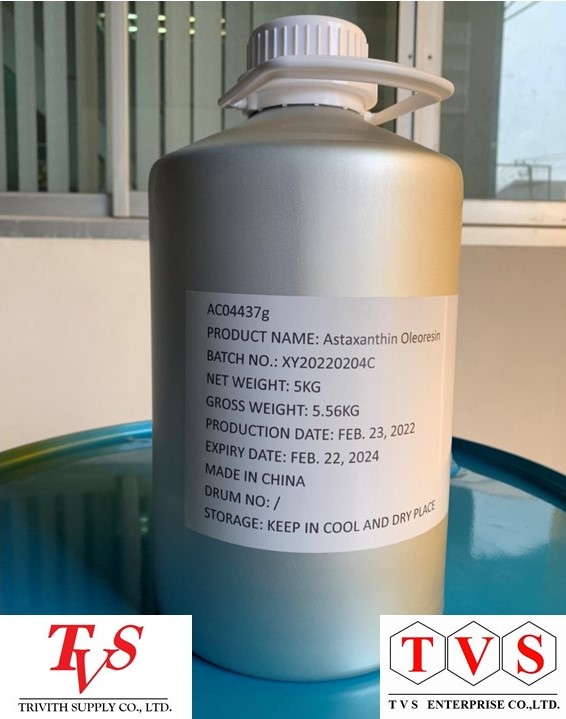 AC04437g
PRODUCT NAME: Astaxanthin Oleoresin
BATCH NO.: XY20220204C
NET WEIGHT: 5KG
GROSS WEIGHT: 5.56KG
PRODUCTION DATE: FEB. 23, 2022
EXPIRY DATE: FEB. 22, 2024
MADE IN CHINA
DRUM NO: /
STORAGE: KEEP IN COOL AND DRY PLACE
TVS
TRIVITH SUPPLY CO., LTD.
TVS
TVS ENTERPRISE CO.,LTD.